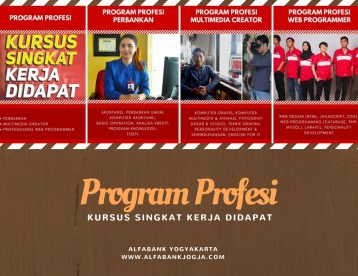 PROGRAM PROFESI
KURSUS
SINGKAT
KERJA
DIDAPAT
PERBANKAN
MULTIMEDIA CREATOR
PROFESSIONAL WEB PROGRAMMER
PROGRAM PROFESI
PERBANKAN
AKUNTANSI, PERBANKAN UMUM,
KOMPUTER AKUNTANSI,
BASIC OPERATION, ANALISA KREDIT,
PROGRAM KNOWLEDGE,
TOEFL
PROGRAM PROFESI
MULTIMEDIA CREATOR
KOMPUTER GRAFIS, KOMPUTER
MULTIMEDIA & ANIMASI, FOTOGRAFI
DASAR & STUDIO, TEKNIK GRAFIKA,
PERSONALITY DEVELOPMENT &
KEWIRAUSAHAAN, ENGLISH FOR IT
PROGRAM PROFESI
WEB PROGRAMMER
WEB DESAIN (HTML, JAVASCRIPT, CSS),
WEB PROGRAMMING (DATABASE, PHP,
MYSQL), LARAVEL, PERSONALITY
DEVELOPMENT
Program Profesi
KURSUS SINGKAT KERJA DIDAPAT
ALFABANK YOGYAKARTA
WWW.ALFABANKJOGJA.COM